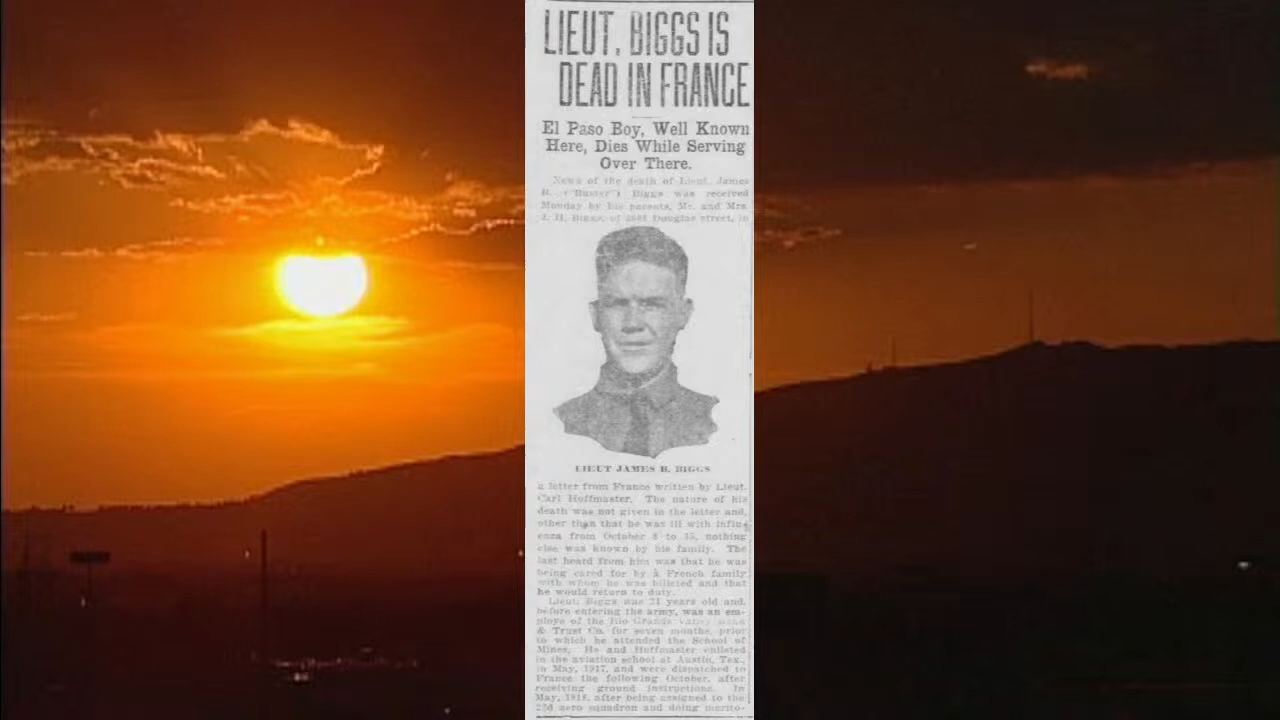 LIEUT. BIGGS IS
DEAD IN FRANCE
El Paso Boy, Well Known
Here, Dies While Serving
Over There.
News of the death of Lieut. James
B. ("Buster") Biggs was received
Monday by his parents, Mr. and Mrs.
J. H. Biggs, of Douglas street, in
LIEUT JAMES B. BIGGS
a letter from France written by Lieut.
Carl Hoffmaster. The nature of his
death was not given in the letter and,
other than that he was ill with influ-
enza from October 8 to 15, nothing
else was known by his family. The
last heard from him was that he was
being cared for by a French family
with whom he was billeted and that
he would return to duty.
Lieut. Biggs was 21 years old and,
before entering the army, was an em-
ploye of the Rio Grande Valley Bank
& Trust Co. for seven months, prior
to which he attended the School of
Mines. He and Hoffmaster enlisted
in the aviation school at Austin, Tex.,
in May, 1917, and were dispatched to
France the following October, after
receiving ground instructions. In
May, 1918, after being assigned to the
aero squadron and doing merito-